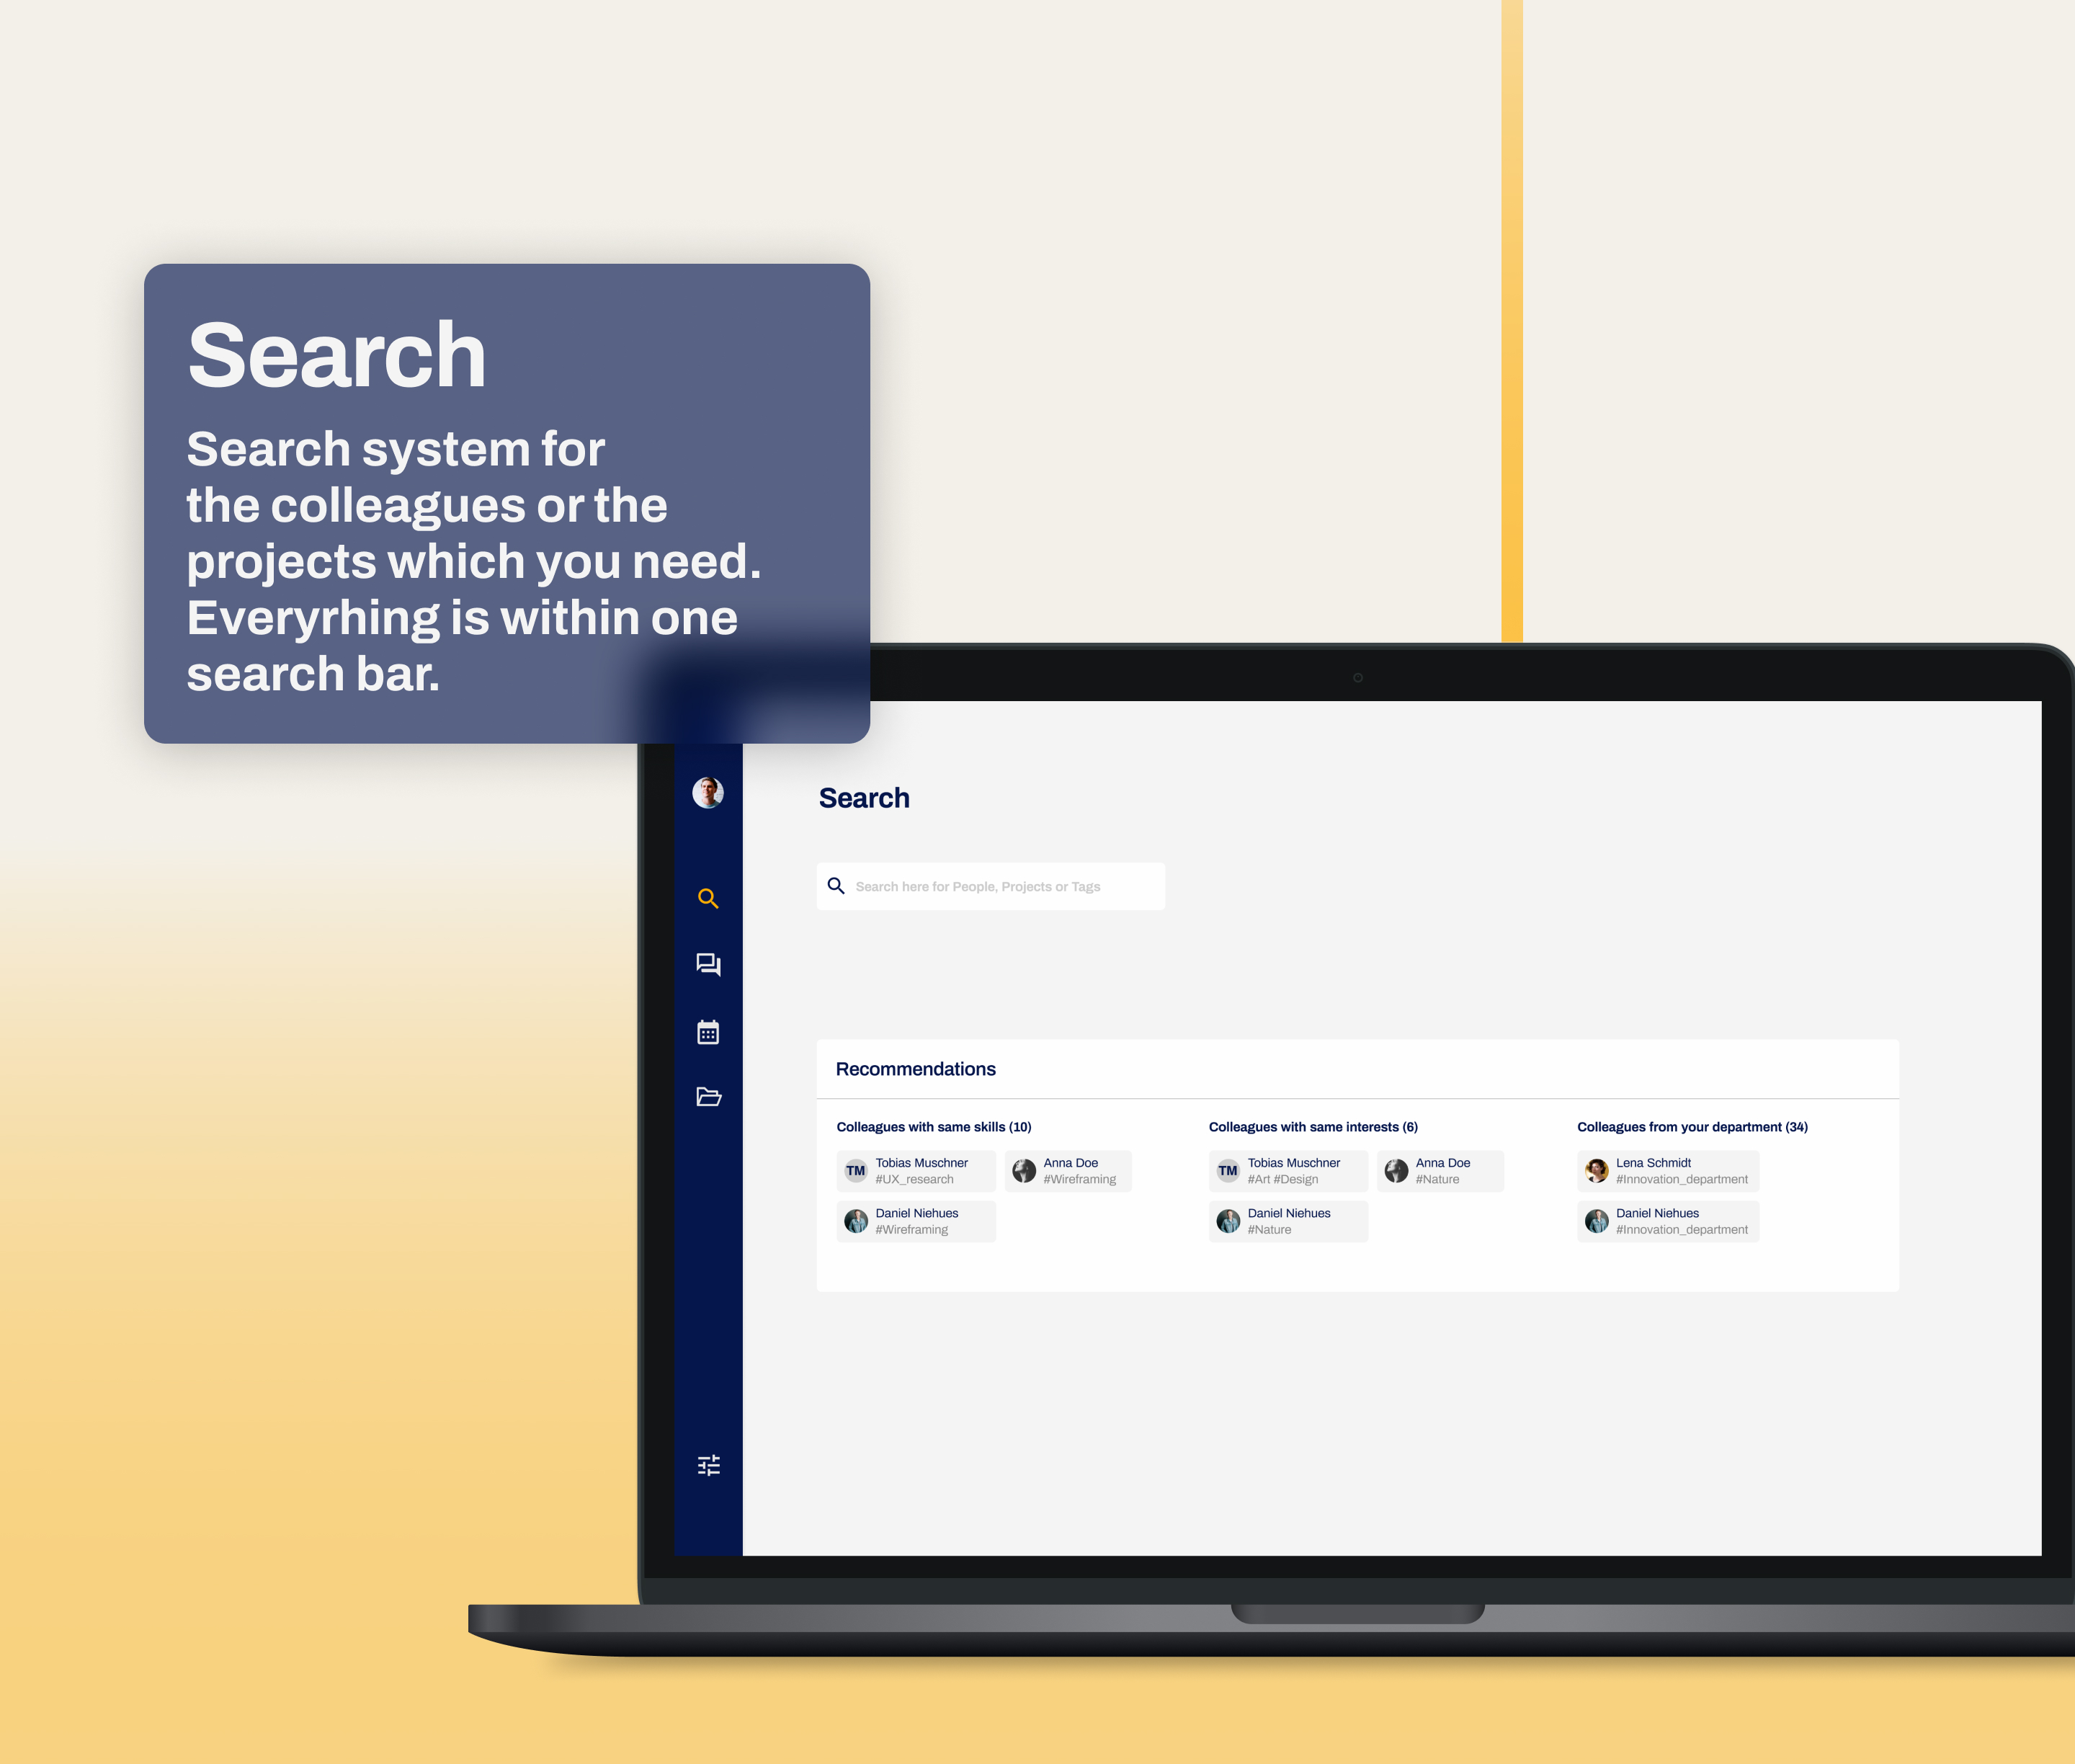 Search
Search system for
the colleagues or the
projects which you need.
Everyrhing is within one
search bar.
Search
Search here for People, Projects or Tags
Recommendations
Colleagues with same skills (10)
TM
Tobias Muschner
#UX_research
Anna Doe
#Wireframing
Daniel Niehues
#Wireframing
Colleagues with same interests (6)
TM
Tobias Muschner
#Art #Design
Anna Doe
#Nature
Daniel Niehues
#Nature
Colleagues from your department (34)
Lena Schmidt
#Innovation_department
Daniel Niehues
#Innovation_department